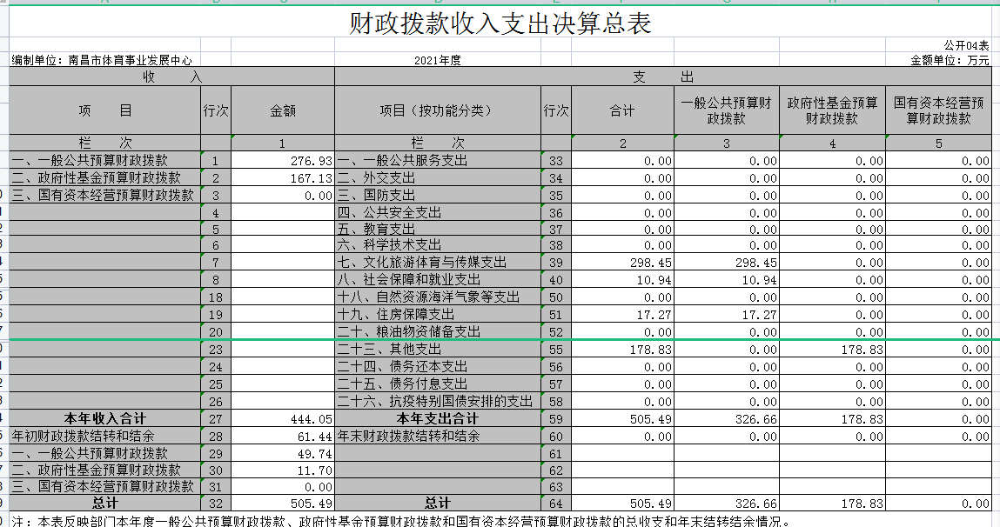 财政拨款收入支出决算总表
公开04表
编制单位：南昌市体育事业发展中心 2021年度 金额单位：万元
收 入 支 出
项 目 行次 金额 项目（按功能分类） 行次 合计 一般公共预算财政拨款 政府性基金预算财政拨款 国有资本经营预算财政拨款
栏 次 1 栏 次 2 3 4 5
一、一般公共预算财政拨款 1 276.93 一、一般公共服务支出 33 0.00 0.00 0.00 0.00
二、政府性基金预算财政拨款 2 167.13 二、外交支出 34 0.00 0.00 0.00 0.00
三、国有资本经营预算财政拨款 3 0.00 三、国防支出 35 0.00 0.00 0.00 0.00
4 四、公共安全支出 36 0.00 0.00 0.00 0.00
5 五、教育支出 37 0.00 0.00 0.00 0.00
6 六、科学技术支出 38 0.00 0.00 0.00 0.00
7 七、文化旅游体育与传媒支出 39 298.45 298.45 0.00 0.00
8 八、社会保障和就业支出 40 10.94 10.94 0.00 0.00
18 十八、自然资源海洋气象等支出 50 0.00 0.00 0.00 0.00
19 十九、住房保障支出 51 17.27 17.27 0.00 0.00
20 二十、粮油物资储备支出 52 0.00 0.00 0.00 0.00
23 二十三、其他支出 55 178.83 0.00 178.83 0.00
24 二十四、债务还本支出 56 0.00 0.00 0.00 0.00
25 二十五、债务付息支出 57 0.00 0.00 0.00 0.00
26 二十六、抗疫特别国债安排的支出 58 0.00 0.00 0.00 0.00
本年收入合计 27 444.05 本年支出合计 59 505.49 326.66 178.83 0.00
年初财政拨款结转和结余 28 61.44 年末财政拨款结转和结余 60 0.00 0.00 0.00 0.00
一、一般公共预算财政拨款 29 49.74 61
二、政府性基金预算财政拨款 30 11.70 62
三、国有资本经营预算财政拨款 31 0.00 63
总计 32 505.49 总计 64 505.49 326.66 178.83 0.00
注：本表反映部门本年度一般公共预算财政拨款、政府性基金预算财政拨款和国有资本经营预算财政拨款的总收支和年末结转结余情况。